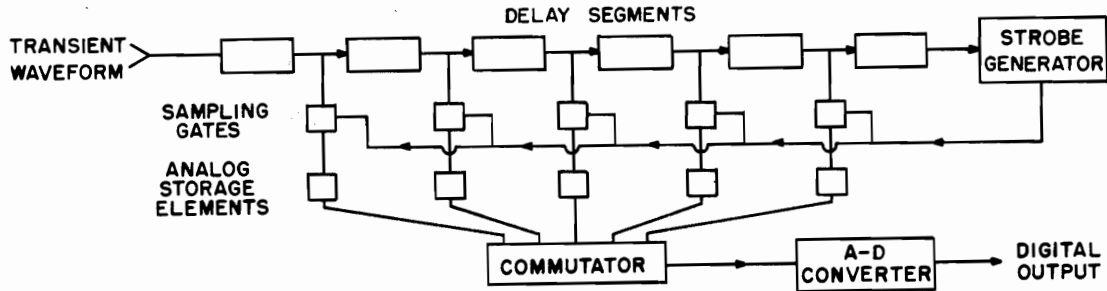 DELAY SEGMENTS
TRANSIENT
WAVEFORM
STROBE
GENERATOR
SAMPLING
GATES
ANALOG
STORAGE
ELEMENTS
COMMUTATOR
A-D
CONVERTER
DIGITAL
OUTPUT